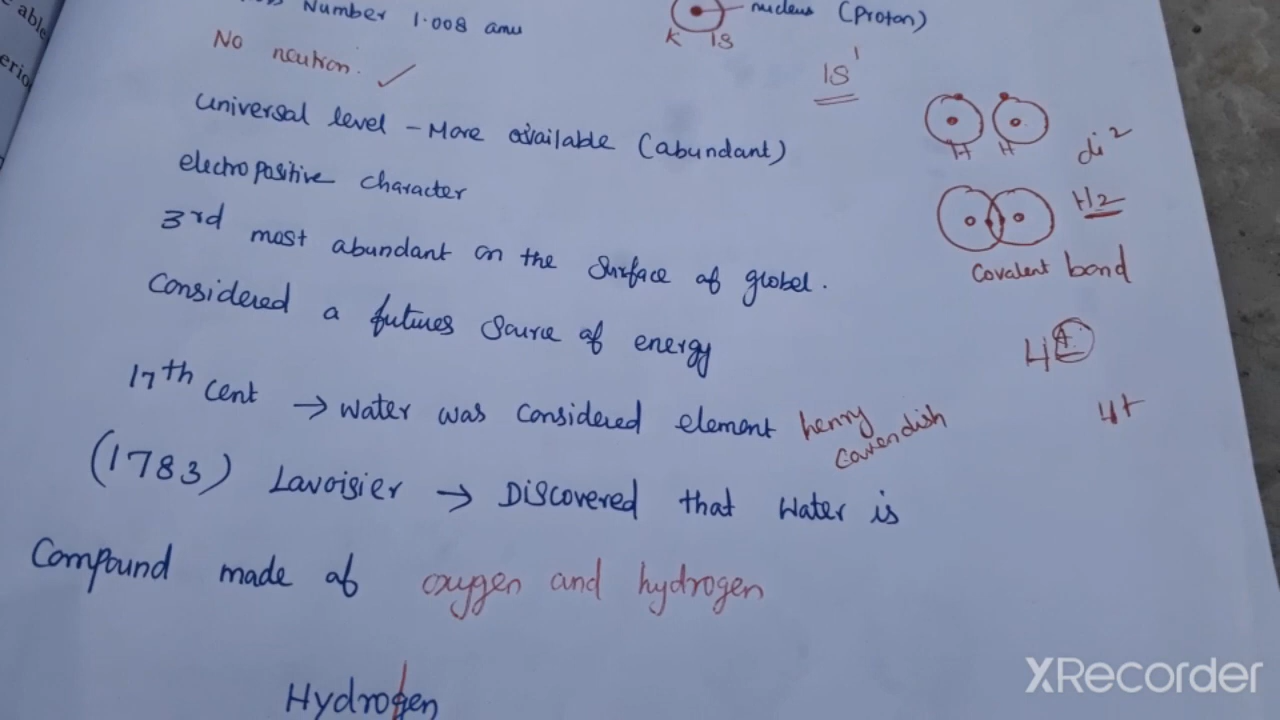 able
erio
Number 1.008 amu
nucleus (Proton)
K 1S
No neutron. ✓
1S¹
universal level - More available (abundant)
H H
di²
electropositive character
H2
3rd most abundant on the surface of globel.
Covalent bond
Considered a futures source of energy
17th Cent → Water was considered element henry
Cavendish
(1783) Lavoisier → Discovered that water is
Compound made of oxygen and hydrogen
Hydrogen
XRecorder